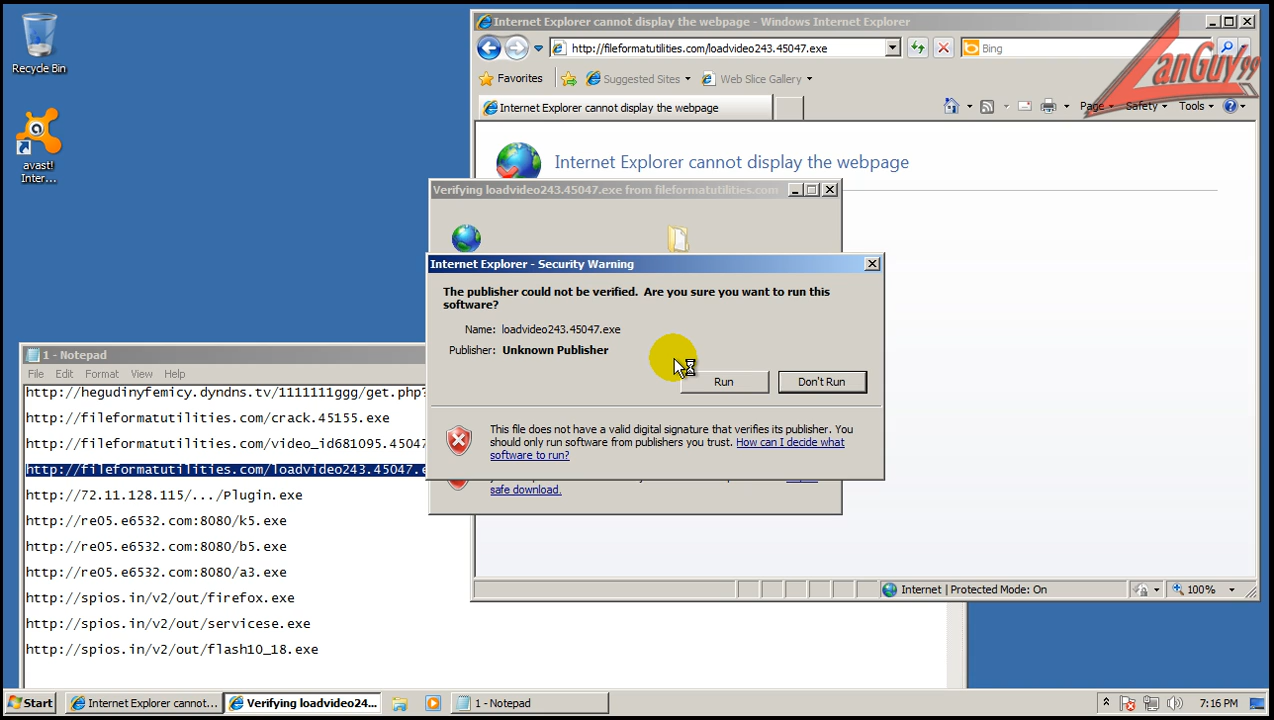 Recycle Bin
avast!
Inter...
Internet Explorer cannot display the webpage - Windows Internet Explorer
http://fileformatutilities.com/loadvideo243.45047.exe
Bing
Favorites
Suggested Sites
Web Slice Gallery
Internet Explorer cannot display the webpage
Page
Safety
Tools
anGuy99
Internet Explorer cannot display the webpage
Verifying loadvideo243.45047.exe from fileformatutilities.com
Internet Explorer - Security Warning
The publisher could not be verified. Are you sure you want to run this
software?
Name: loadvideo243.45047.exe
Publisher: Unknown Publisher
Run
Don't Run
This file does not have a valid digital signature that verifies its publisher. You
should only run software from publishers you trust. How can I decide what
software to run?
safe download.
1 - Notepad
File Edit Format View Help
http://hegudinyfemicy.dyndns.tv/1111111ggg/get.php?
http://fileformatutilities.com/crack.45155.exe
http://fileformatutilities.com/video_id681095.45047
http://fileformatutilities.com/loadvideo243.45047.e
http://72.11.128.115/.../Plugin.exe
http://re05.e6532.com:8080/k5.exe
http://re05.e6532.com:8080/b5.exe
http://re05.e6532.com:8080/a3.exe
http://spios.in/v2/out/firefox.exe
http://spios.in/v2/out/servicese.exe
http://spios.in/v2/out/flash10_18.exe
Internet | Protected Mode: On
100%
Start
Internet Explorer cannot...
Verifying loadvideo24...
1 - Notepad
7:16 PM